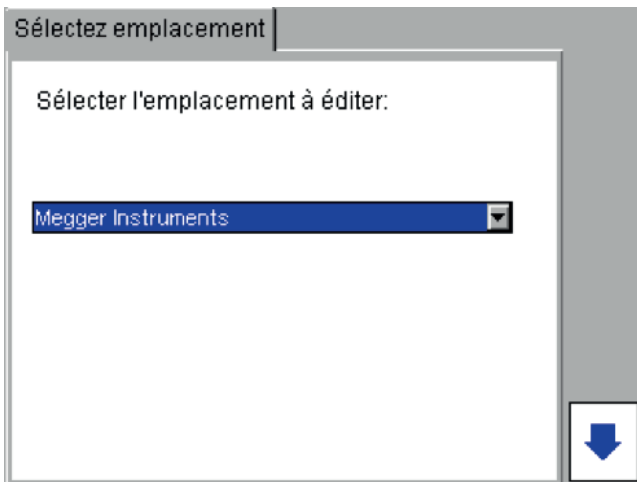 Sélectez emplacement
Sélecter l'emplacement à éditer:
Megger Instruments